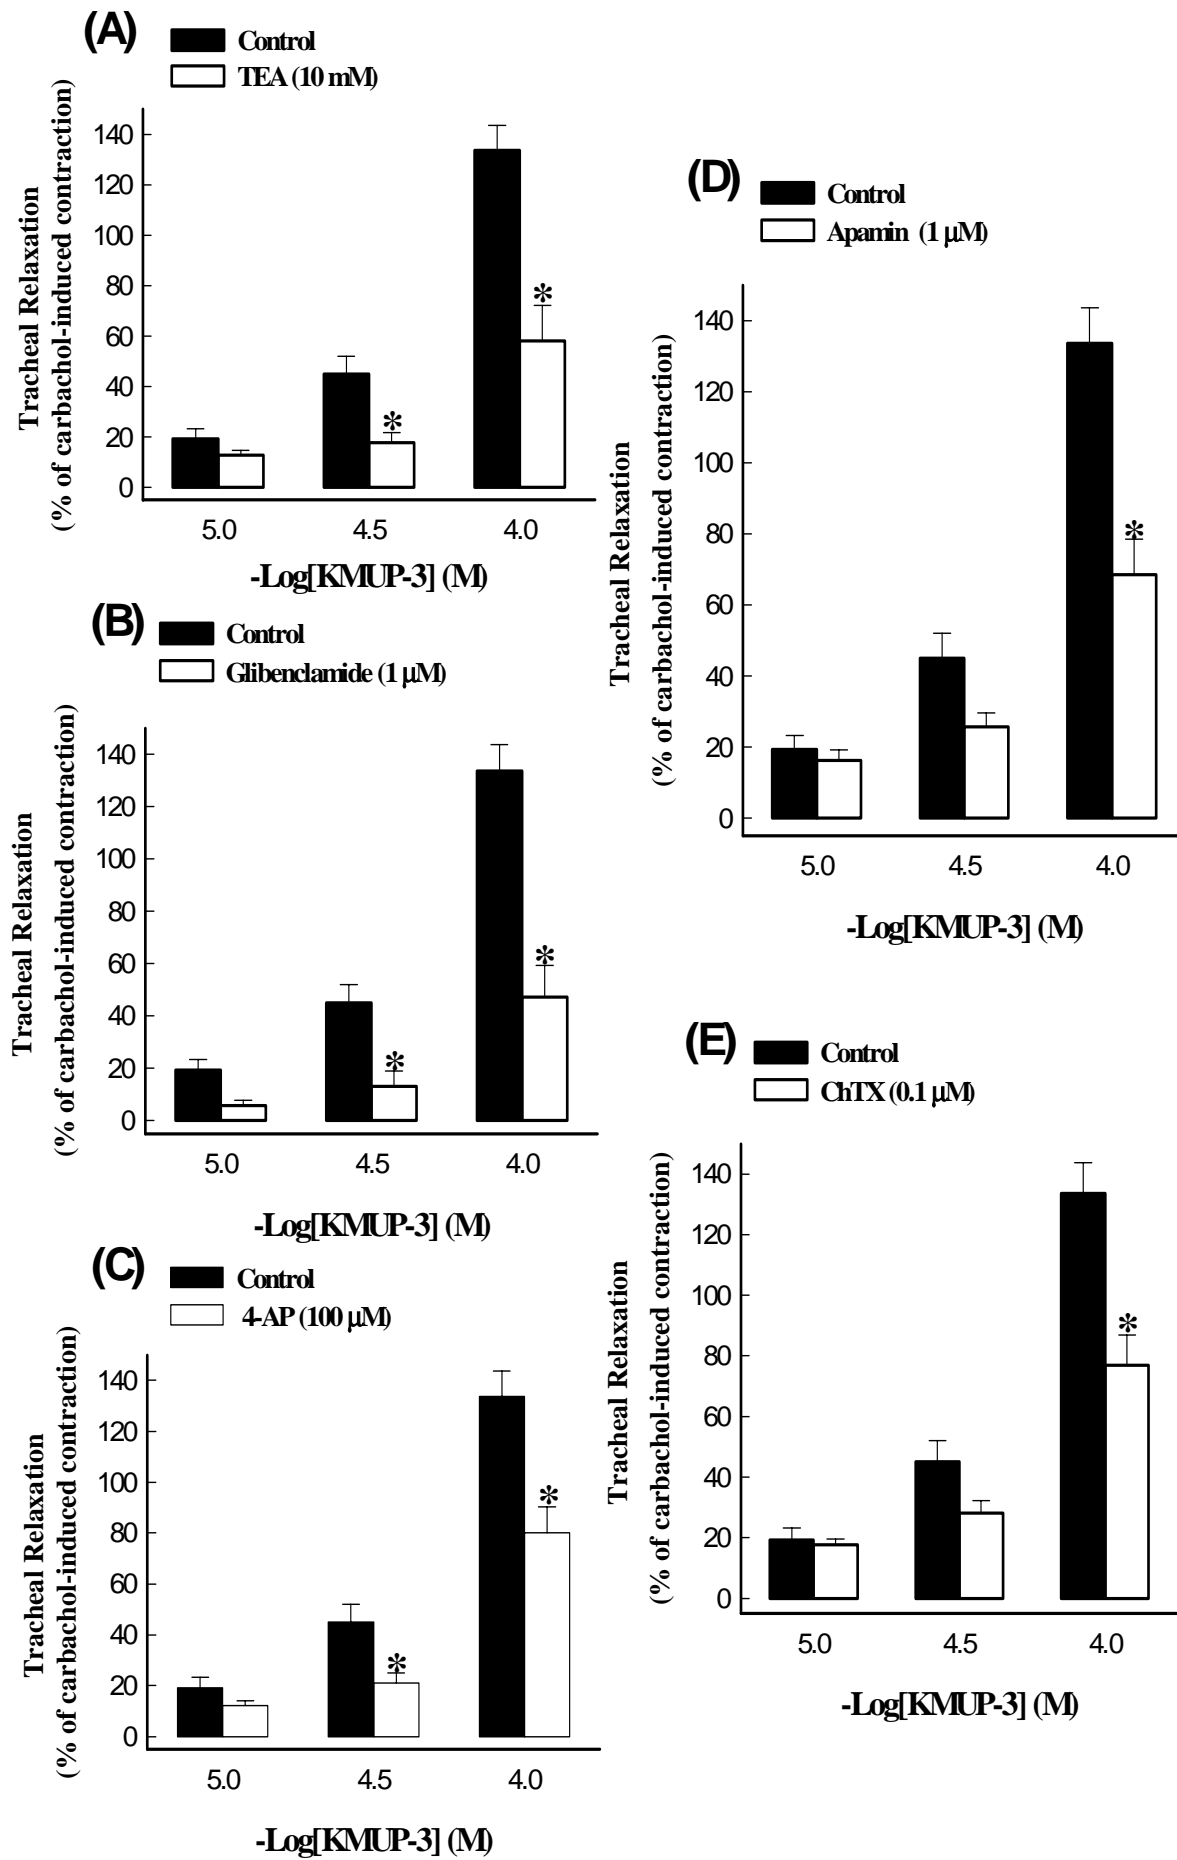 (A)
Control
TEA (10 mM)
Tracheal Relaxation
(% of carbachol-induced contraction)
140
120
100
80
60
40
20
0
*
*
5.0 4.5 4.0
-Log[KMUP-3] (M)
(B)
Control
Glibenclamide (1 μM)
Tracheal Relaxation
(% of carbachol-induced contraction)
140
120
100
80
60
40
20
0
*
*
5.0 4.5 4.0
-Log[KMUP-3] (M)
(C)
Control
4-AP (100 μM)
Tracheal Relaxation
(% of carbachol-induced contraction)
140
120
100
80
60
40
20
0
*
*
5.0 4.5 4.0
-Log[KMUP-3] (M)
(D)
Control
Apamin (1 μM)
Tracheal Relaxation
(% of carbachol-induced contraction)
140
120
100
80
60
40
20
0
*
5.0 4.5 4.0
-Log[KMUP-3] (M)
(E)
Control
ChTX (0.1 μM)
Tracheal Relaxation
(% of carbachol-induced contraction)
140
120
100
80
60
40
20
0
*
5.0 4.5 4.0
-Log[KMUP-3] (M)